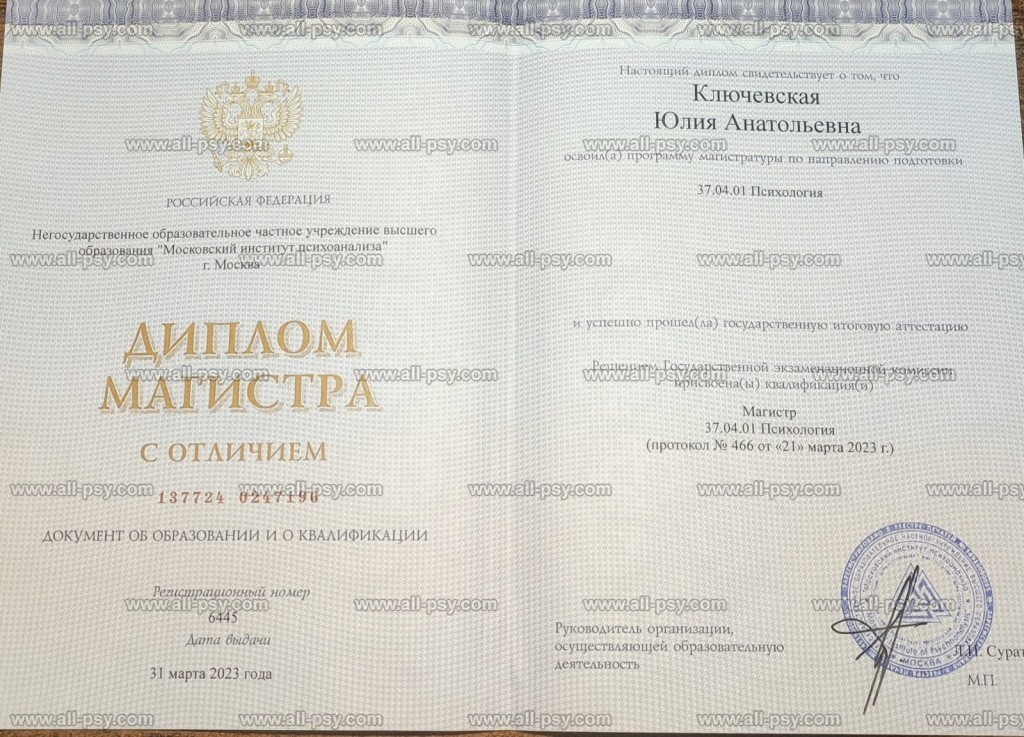 РОССИЙСКАЯ ФЕДЕРАЦИЯ
Негосударственное образовательное частное учреждение высшего
образования "Московский институт психоанализа"
г. Москва
ДИПЛОМ
МАГИСТРА
С ОТЛИЧИЕМ
137724 0247190
ДОКУМЕНТ ОБ ОБРАЗОВАНИИ И О КВАЛИФИКАЦИИ
Регистрационный номер
6445
Дата выдачи
31 марта 2023 года
Настоящий диплом свидетельствует о том, что
Ключевская
Юлия Анатольевна
освоил(а) программу магистратуры по направлению подготовки
37.04.01 Психология
и успешно прошел(ла) государственную итоговую аттестацию
Решением Государственной экзаменационной комиссии
присвоена(ы) квалификация(и)
Магистр
37.04.01 Психология
(протокол № 466 от «21» марта 2023 г.)
Руководитель организации,
осуществляющей образовательную
деятельность
Л.И. Сурат
М.П.
МОСКВА
www.all-psy.com